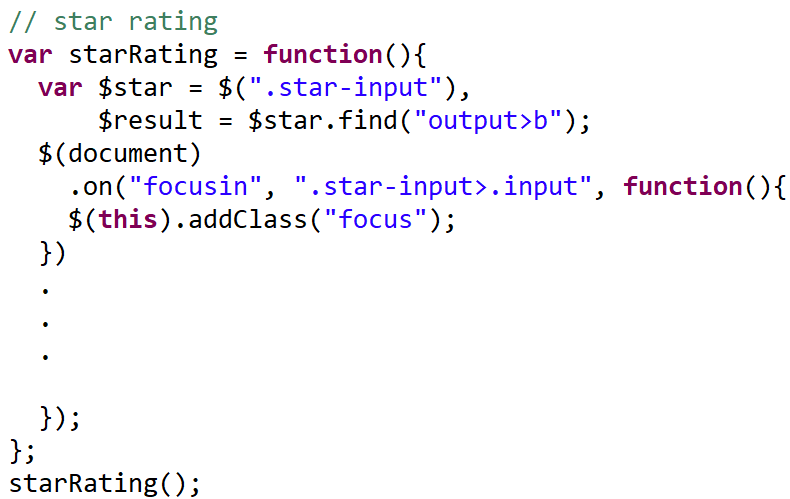 // star rating
var starRating = function(){
  var $star = $(".star-input"),
      $result = $star.find("output>b");
  $(document)
    .on("focusin", ".star-input>.input", function(){
    $(this).addClass("focus");
  })
  .
  .
  .

  });
};
starRating();